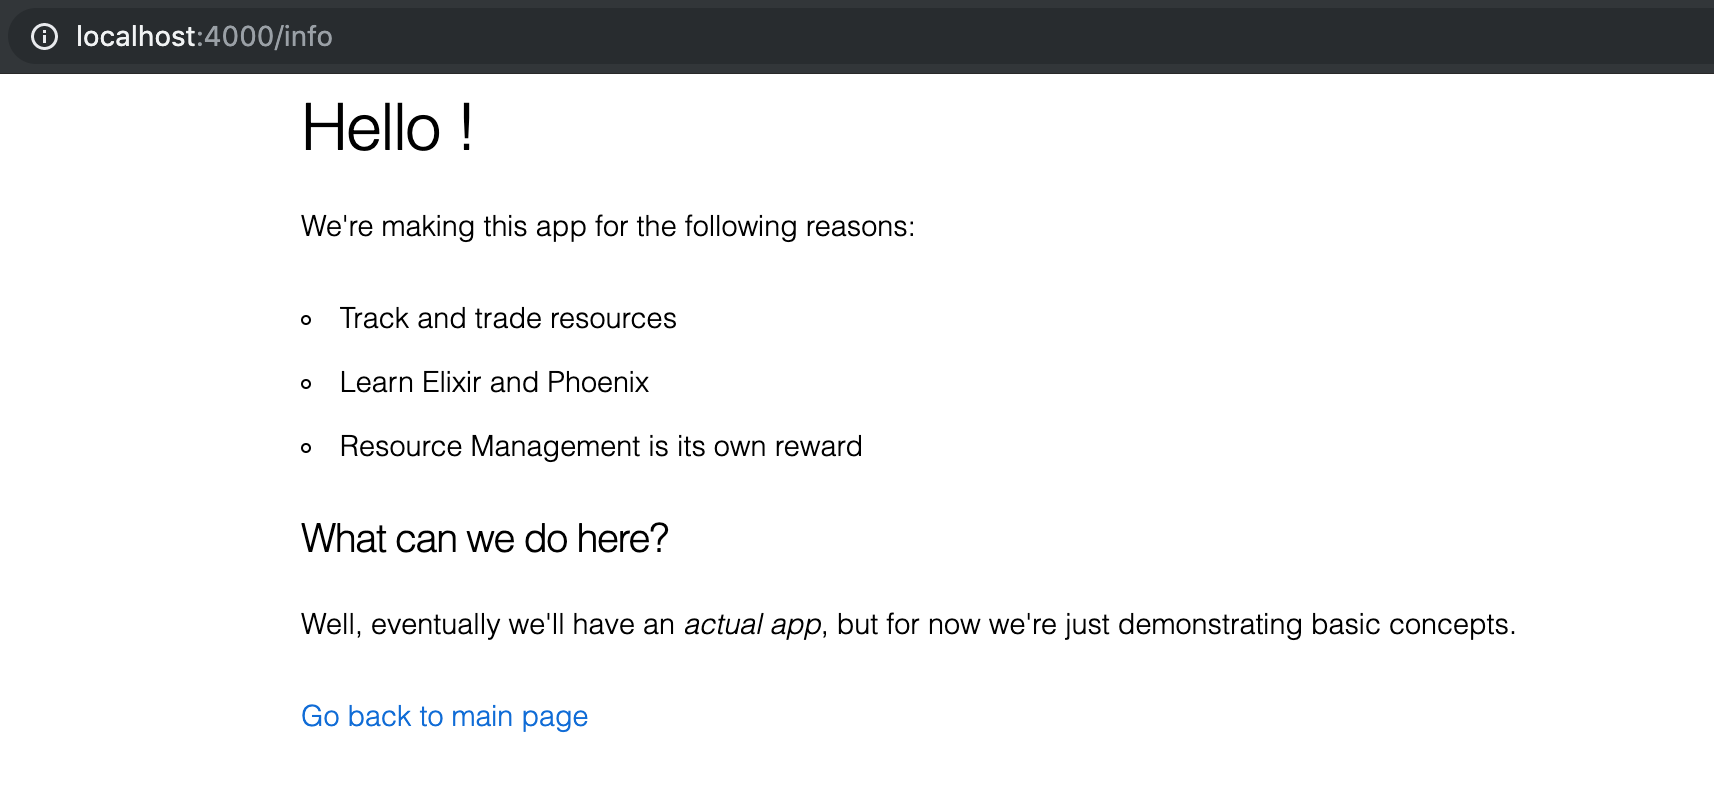 localhost:4000/info
Hello !
We're making this app for the following reasons:
Track and trade resources
Learn Elixir and Phoenix
Resource Management is its own reward
What can we do here?
Well, eventually we'll have an actual app, but for now we're just demonstrating basic concepts.
Go back to main page